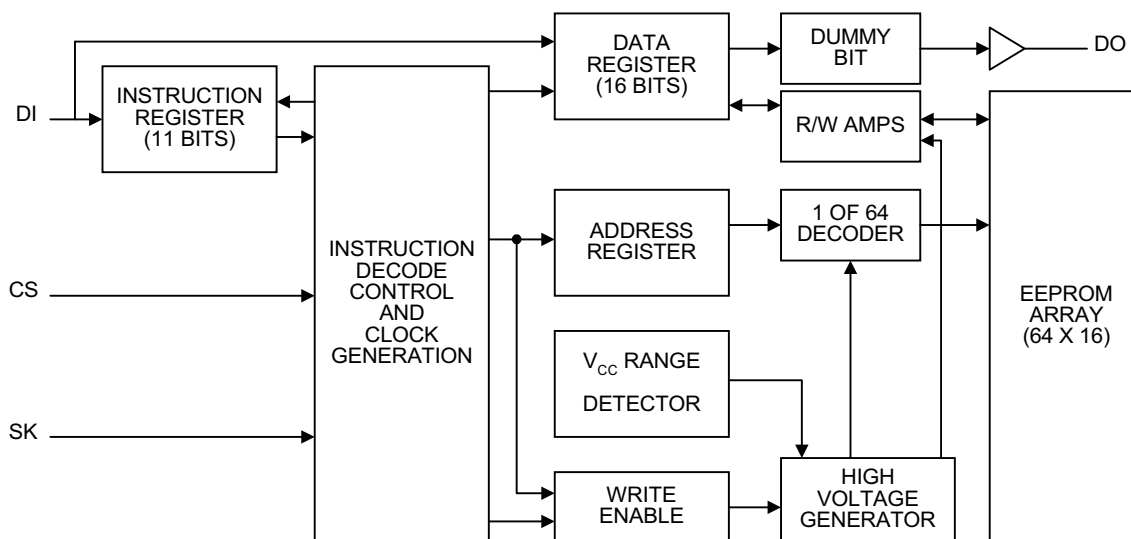 DI
CS
SK
INSTRUCTION
REGISTER
(11 BITS)
INSTRUCTION
DECODE
CONTROL
AND
CLOCK
GENERATION
DATA
REGISTER
(16 BITS)
DUMMY
BIT
DO
R/W AMPS
ADDRESS
REGISTER
1 OF 64
DECODER
VCC RANGE
DETECTOR
WRITE
ENABLE
HIGH
VOLTAGE
GENERATOR
EEPROM
ARRAY
(64 X 16)